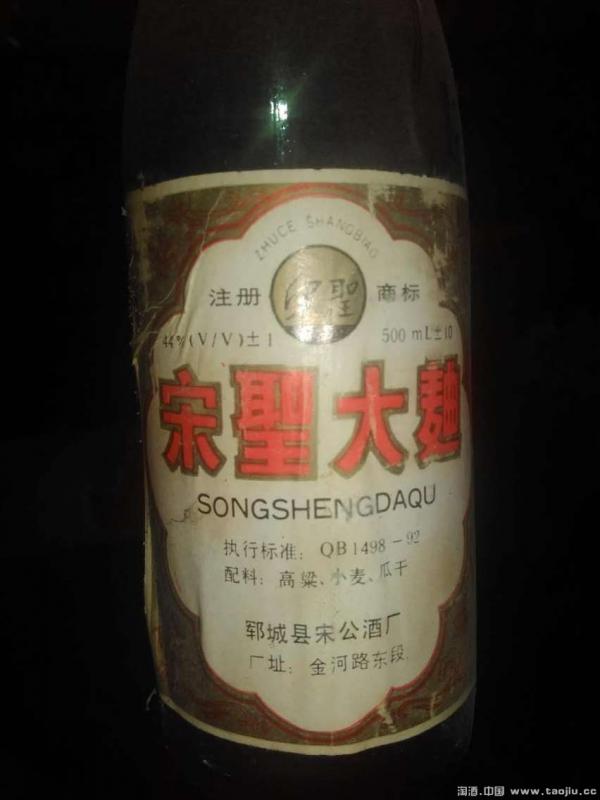 ZHUCE SHANGBIAO
注册 宋聖 商标
44%(V/V)±1 500 mL±10
宋聖大麯
SONGSHENGDAQU
执行标准: QB1498-92
配料: 高粱、小麦、瓜干
郓城县宋公酒厂
厂址: 金河路东段
淘酒.中国 www.taojiu.cc